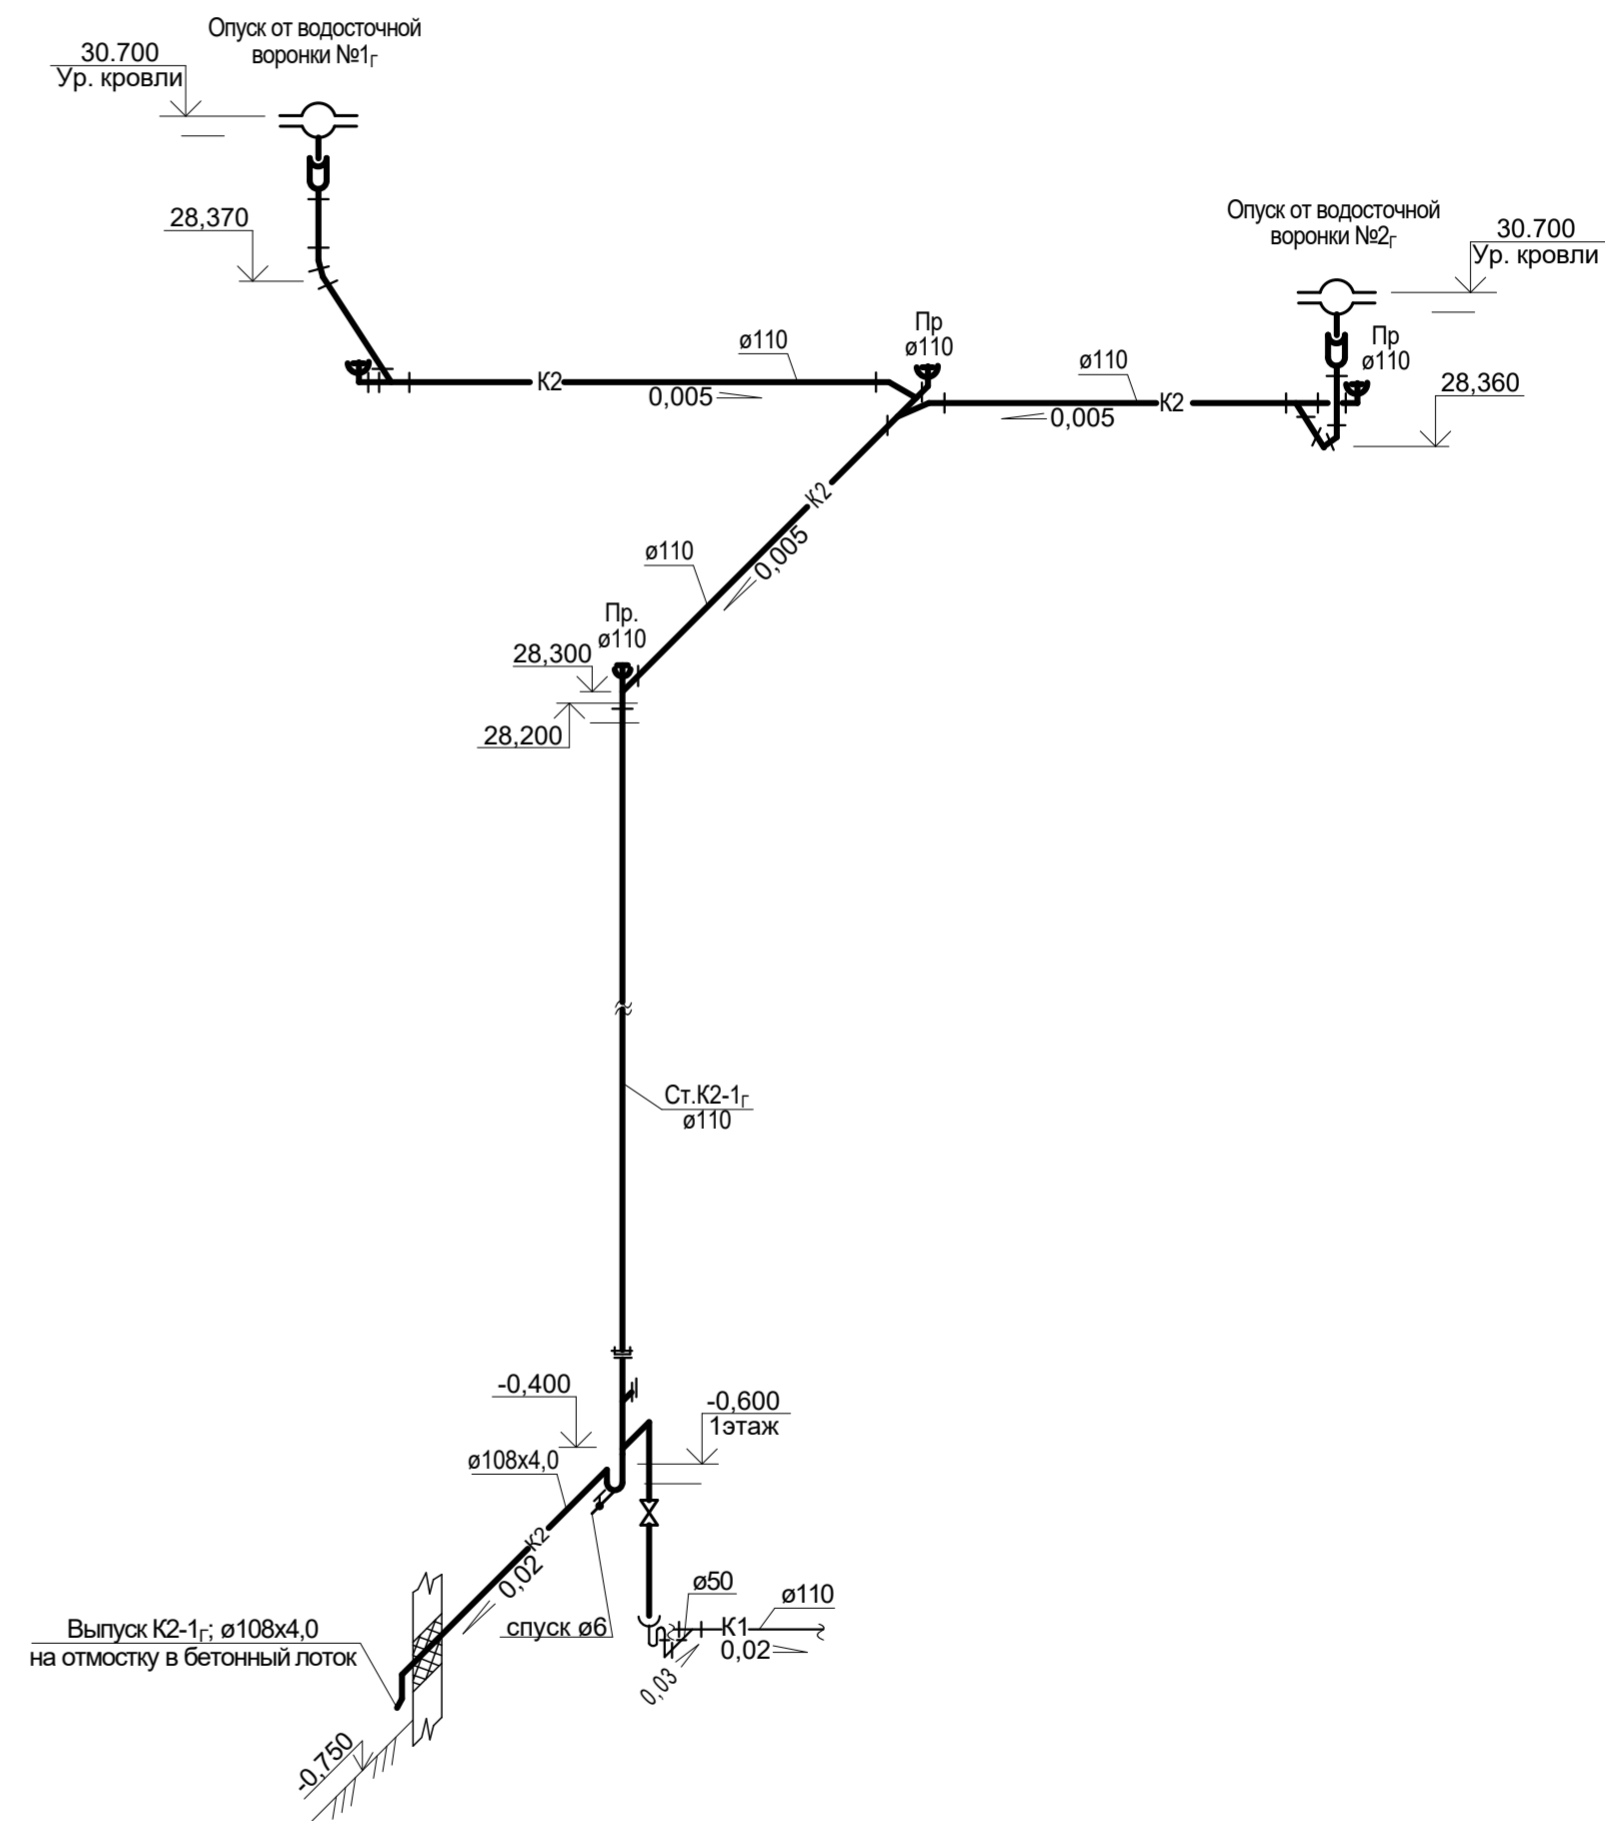 Опуск от водосточной
воронки №1г
30.700
Ур. кровли
28,370
Опуск от водосточной
воронки №2г
30.700
Ур. кровли
Пр
ø110
28,360
Пр
ø110
ø110
К2
0,005
ø110
К2
0,005
К2
0,005
ø110
Пр.
ø110
28,300
28,200
Ст.К2-1г
ø110
-0,400
-0,600
1этаж
ø108х4,0
К2
0,02
спуск ø6
ø50
ø110
К1
0,02
0,03
Выпуск К2-1г; ø108х4,0
на отмостку в бетонный лоток
-0,750